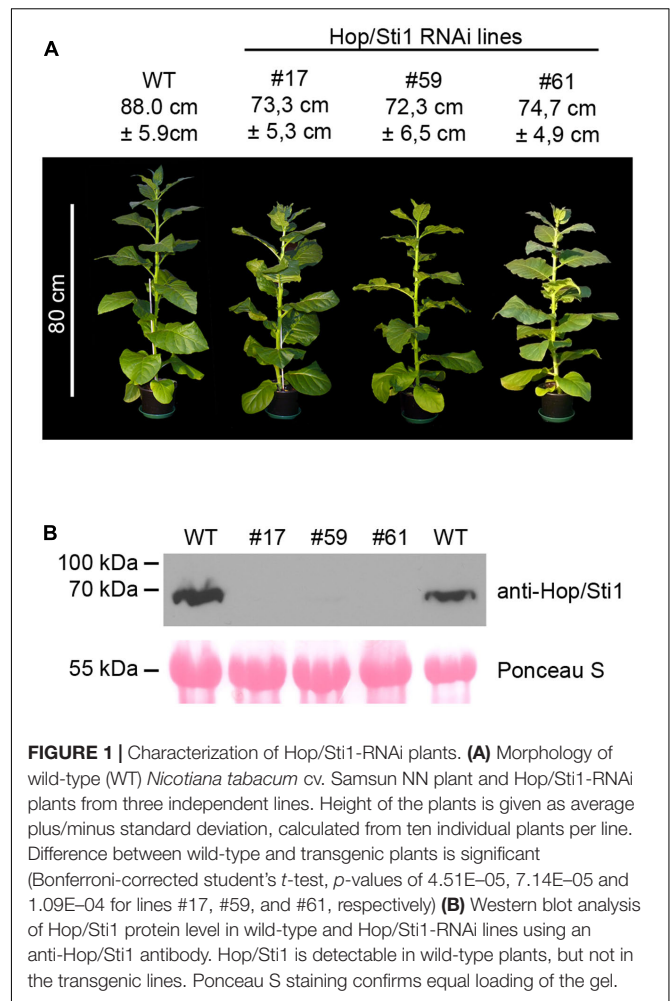 A
Hop/Sti1 RNAi lines
WT #17 #59 #61
88.0 cm 73,3 cm 72,3 cm 74,7 cm
± 5.9cm ± 5,3 cm ± 6,5 cm ± 4,9 cm
80 cm
B
WT #17 #59 #61 WT
100 kDa
70 kDa
anti-Hop/Sti1
55 kDa
Ponceau S
FIGURE 1 | Characterization of Hop/Sti1-RNAi plants. (A) Morphology of
wild-type (WT) Nicotiana tabacum cv. Samsun NN plant and Hop/Sti1-RNAi
plants from three independent lines. Height of the plants is given as average
plus/minus standard deviation, calculated from ten individual plants per line.
Difference between wild-type and transgenic plants is significant
(Bonferroni-corrected student's t-test, p-values of 4.51E–05, 7.14E–05 and
1.09E–04 for lines #17, #59, and #61, respectively) (B) Western blot analysis
of Hop/Sti1 protein level in wild-type and Hop/Sti1-RNAi lines using an
anti-Hop/Sti1 antibody. Hop/Sti1 is detectable in wild-type plants, but not in
the transgenic lines. Ponceau S staining confirms equal loading of the gel.